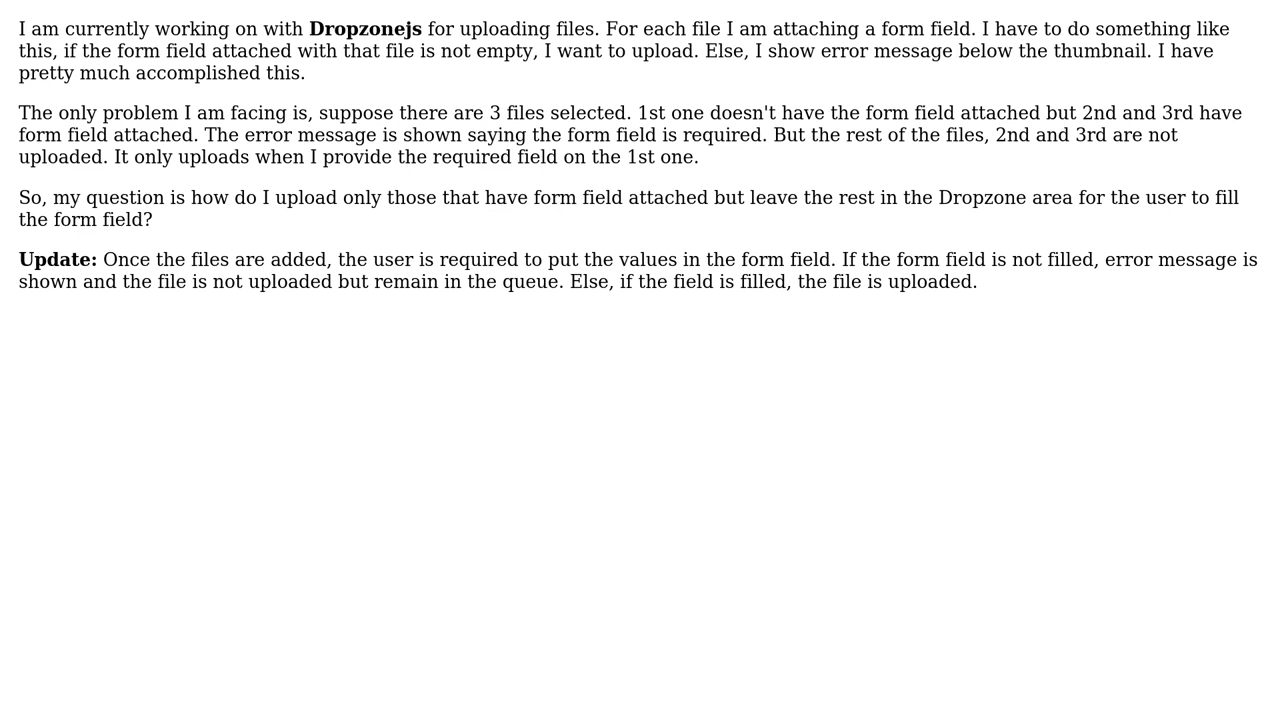 I am currently working on with Dropzonejs for uploading files. For each file I am attaching a form field. I have to do something like
this, if the form field attached with that file is not empty, I want to upload. Else, I show error message below the thumbnail. I have
pretty much accomplished this.
The only problem I am facing is, suppose there are 3 files selected. 1st one doesn't have the form field attached but 2nd and 3rd have
form field attached. The error message is shown saying the form field is required. But the rest of the files, 2nd and 3rd are not
uploaded. It only uploads when I provide the required field on the 1st one.
So, my question is how do I upload only those that have form field attached but leave the rest in the Dropzone area for the user to fill
the form field?
Update: Once the files are added, the user is required to put the values in the form field. If the form field is not filled, error message is
shown and the file is not uploaded but remain in the queue. Else, if the field is filled, the file is uploaded.